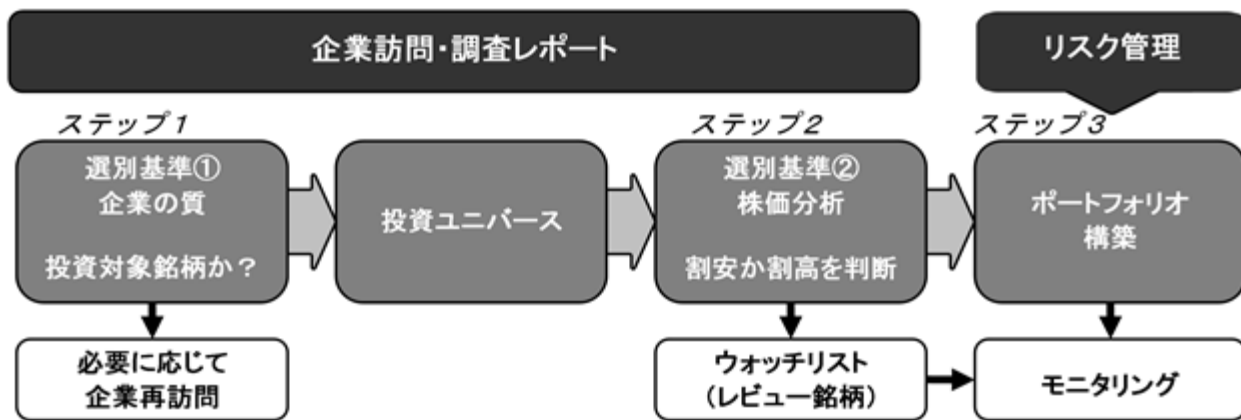 企業訪問・調査レポート
リスク管理
ステップ1
ステップ2
ステップ3
選別基準①
企業の質
投資対象銘柄か？
投資ユニバース
選別基準②
株価分析
割安か割高を判断
ポートフォリオ
構築
必要に応じて
企業再訪問
ウォッチリスト
(レビュー銘柄)
モニタリング